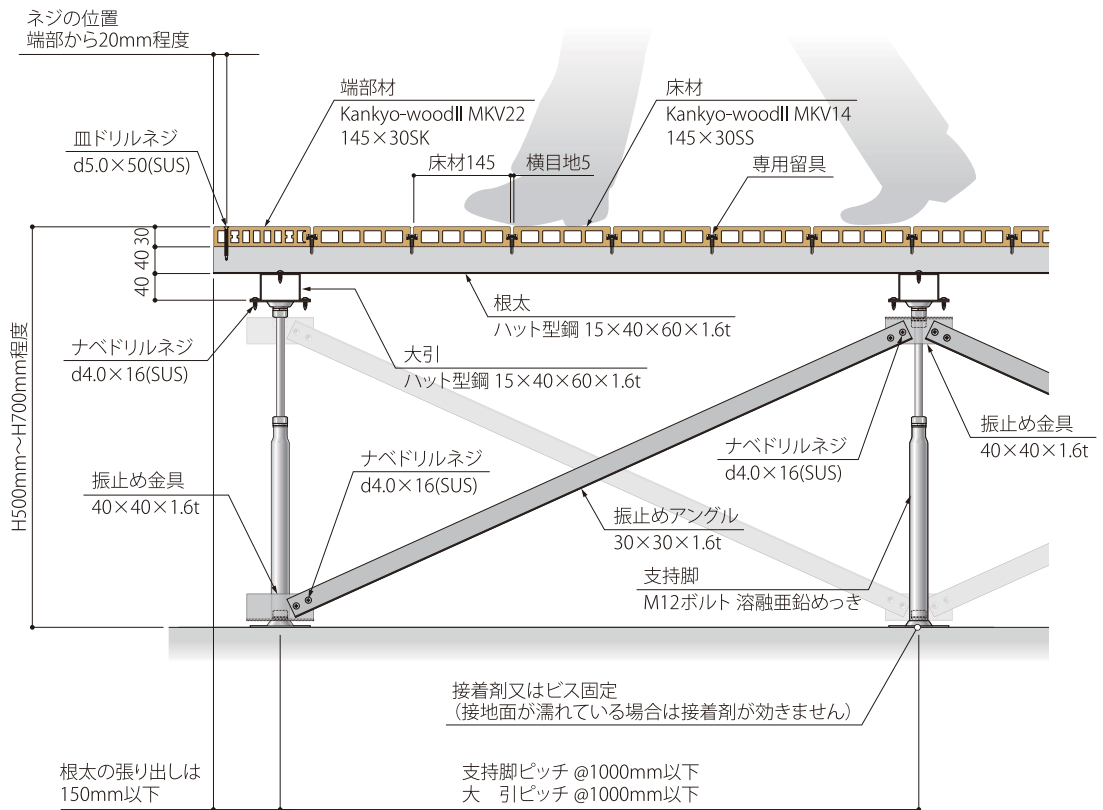 ネジの位置
端部から20mm程度
端部材
Kankyo-woodⅡ MKV22
145×30SK
床材
Kankyo-woodⅡ MKV14
145×30SS
皿ドリルネジ
d5.0×50(SUS)
床材145
横目地5
専用留具
30
40
40
根太
ハット型鋼 15×40×60×1.6t
ナベドリルネジ
d4.0×16(SUS)
大引
ハット型鋼 15×40×60×1.6t
H500mm～H700mm程度
振止め金具
40×40×1.6t
ナベドリルネジ
d4.0×16(SUS)
ナベドリルネジ
d4.0×16(SUS)
振止め金具
40×40×1.6t
振止めアングル
30×30×1.6t
支持脚
M12ボルト 溶融亜鉛めっき
接着剤又はビス固定
（接地面が濡れている場合は接着剤が効きません）
根太の張り出しは
150mm以下
支持脚ピッチ @1000mm以下
大　引ピッチ @1000mm以下